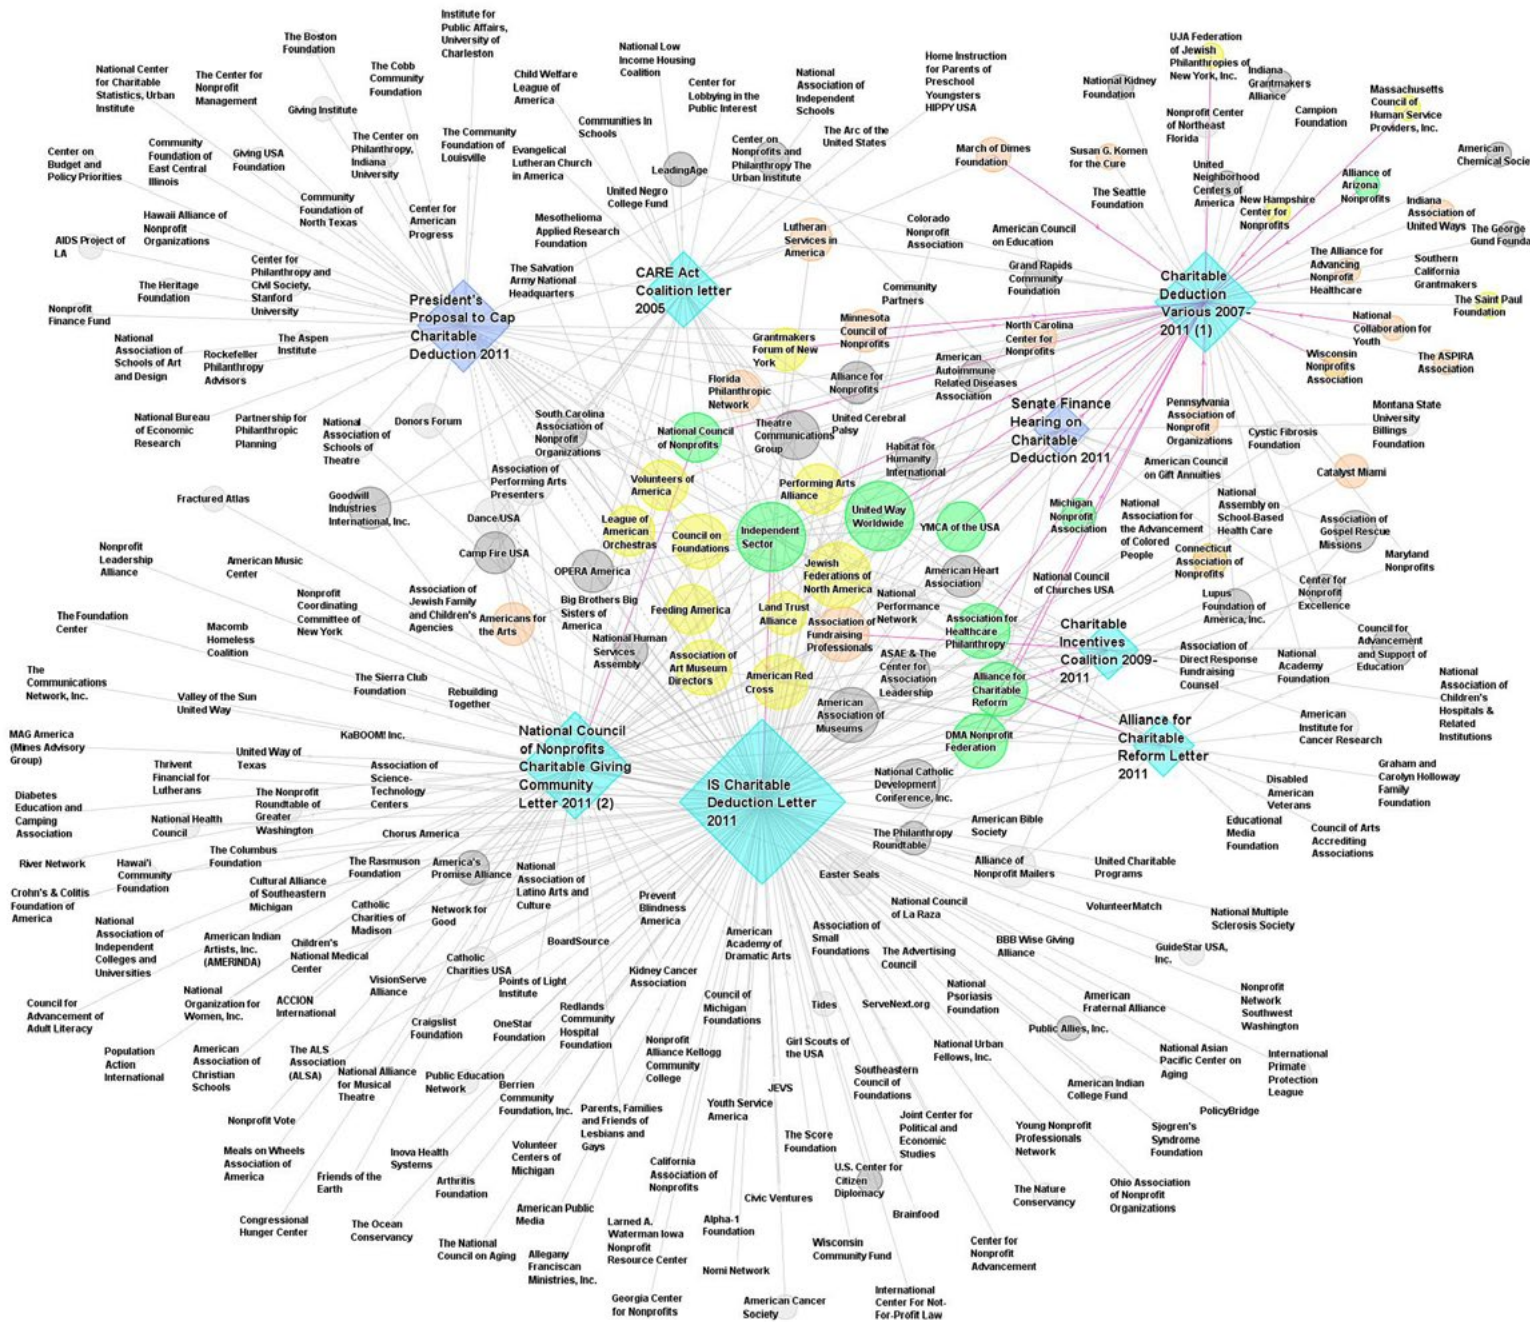 Institute for
Public Affairs,
University of
Charleston
The Boston
Foundation
National Center
for Charitable
Statistics, Urban
Institute
The Center for
Nonprofit
Management
The Cobb
Community
Foundation
Giving Institute
National Low
Income Housing
Coalition
Child Welfare
League of
America
Center for
Lobbying in the
Public Interest
National
Association of
Independent
Schools
Home Instruction
for Parents of
Preschool
Youngsters
HIPPY USA
UJA Federation
of Jewish
Philanthropies of
New York, Inc.
National Kidney
Foundation
Indiana
Grantmakers
Alliance
Massachusetts
Council of
Human Service
Providers, Inc.
Nonprofit Center
of Northeast
Florida
Campion
Foundation
Center on
Budget and
Policy Priorities
Community
Foundation of
East Central
Illinois
Giving USA
Foundation
The Center on
Philanthropy,
Indiana
University
The Community
Foundation of
Louisville
Communities In
Schools
Evangelical
Lutheran Church
in America
LeadingAge
Center on
Nonprofits and
Philanthropy The
Urban Institute
The Arc of the
United States
March of Dimes
Foundation
Susan G. Komen
for the Cure
United
Neighborhood
Centers of
America
American
Chemical Socie
Alliance of
Arizona
Nonprofits
The Seattle
Foundation
New Hampshire
Center for
Nonprofits
Indiana
Association of
United Ways
The George
Gund Founda
Community
Foundation of
North Texas
Center for
American
Progress
United Negro
College Fund
Mesothelioma
Applied Research
Foundation
Hawaii Alliance of
Nonprofit
Organizations
AIDS Project of
LA
Center for
Philanthropy and
Civil Society,
Stanford
University
The Heritage
Foundation
Nonprofit
Finance Fund
The Salvation
Army National
Headquarters
Lutheran
Services in
America
Colorado
Nonprofit
Association
American Council
on Education
Grand Rapids
Community
Foundation
Community
Partners
The Alliance for
Advancing
Nonprofit
Healthcare
Southern
California
Grantmakers
The Saint Paul
Foundation
President's
Proposal to Cap
Charitable
Deduction 2011
CARE Act
Coalition letter
2005
Charitable
Deduction
Various 2007-
2011 (1)
National
Association of
Schools of Art
and Design
Rockefeller
Philanthropy
Advisors
The Aspen
Institute
Grantmakers
Forum of New
York
Minnesota
Council of
Nonprofits
North Carolina
Center for
Nonprofits
National
Collaboration for
Youth
Wisconsin
Nonprofits
Association
The ASPIRA
Association
Florida
Philanthropic
Network
Alliance for
Nonprofits
American
Autoimmune
Related Diseases
Association
National Bureau
of Economic
Research
Partnership for
Philanthropic
Planning
National
Association of
Schools of
Theatre
Donors Forum
South Carolina
Association of
Nonprofit
Organizations
National Council
of Nonprofits
Theatre
Communications
Group
United Cerebral
Palsy
Habitat for
Humanity
International
Senate Finance
Hearing on
Charitable
Deduction 2011
Pennsylvania
Association of
Nonprofit
Organizations
Cystic Fibrosis
Foundation
Montana State
University
Billings
Foundation
American Council
on Gift Annuities
Catalyst Miami
Association of
Performing Arts
Presenters
Fractured Atlas
Goodwill
Industries
International, Inc.
Volunteers of
America
Performing Arts
Alliance
League of
American
Orchestras
Council on
Foundations
Independent
Sector
United Way
Worldwide
YMCA of the USA
Michigan
Nonprofit
Association
National
Association for
the Advancement
of Colored
People
National
Assembly on
School-Based
Health Care
Association of
Gospel Rescue
Missions
Dance/USA
Camp Fire USA
OPERA America
Jewish
Federations of
North America
American Heart
Association
National Council
of Churches USA
Connecticut
Association of
Nonprofits
Maryland
Nonprofits
Nonprofit
Leadership
Alliance
American Music
Center
Nonprofit
Coordinating
Committee of
New York
Association of
Jewish Family
and Children's
Agencies
Americans for
the Arts
Big Brothers Big
Sisters of
America
Feeding America
Land Trust
Alliance
National
Performance
Network
Association of
Fundraising
Professionals
Association for
Healthcare
Philanthropy
Lupus
Foundation of
America, Inc.
Center for
Nonprofit
Excellence
The Foundation
Center
Macomb
Homeless
Coalition
National Human
Services
Assembly
Association of
Art Museum
Directors
American Red
Cross
ASAE & The
Center for
Association
Leadership
Charitable
Incentives
Coalition 2009-
2011
Association of
Direct Response
Fundraising
Counsel
National
Academy
Foundation
Council for
Advancement
and Support of
Education
The
Communications
Network, Inc.
Valley of the Sun
United Way
The Sierra Club
Foundation
Rebuilding
Together
Alliance for
Charitable
Reform
National
Association of
Children's
Hospitals &
Related
Institutions
American
Association of
Museums
DMA Nonprofit
Federation
Alliance for
Charitable
Reform Letter
2011
American
Institute for
Cancer Research
MAG America
(Mines Advisory
Group)
KaBOOM! Inc.
National Council
of Nonprofits
Charitable Giving
Community
Letter 2011 (2)
IS Charitable
Deduction Letter
2011
United Way of
Texas
Thrivent
Financial for
Lutherans
Association of
Science-
Technology
Centers
National Catholic
Development
Conference, Inc.
Disabled
American
Veterans
Graham and
Carolyn Holloway
Family
Foundation
Diabetes
Education and
Camping
Association
The Nonprofit
Roundtable of
Greater
Washington
National Health
Council
Chorus America
The Philanthropy
Roundtable
American Bible
Society
Educational
Media
Foundation
Council of Arts
Accrediting
Associations
River Network
Hawai'i
Community
Foundation
The Columbus
Foundation
The Rasmuson
Foundation
America's
Promise Alliance
National
Association of
Latino Arts and
Culture
Easter Seals
Alliance of
Nonprofit Mailers
United Charitable
Programs
Crohn's & Colitis
Foundation of
America
Cultural Alliance
of Southeastern
Michigan
Catholic
Charities of
Madison
Network for
Good
Prevent
Blindness
America
National Council
of La Raza
VolunteerMatch
National Multiple
Sclerosis Society
National
Association of
Independent
Colleges and
Universities
American Indian
Artists, Inc.
(AMERINDA)
Children's
National Medical
Center
BoardSource
American
Academy of
Dramatic Arts
Association of
Small
Foundations
The Advertising
Council
BBB Wise Giving
Alliance
GuideStar USA,
Inc.
Catholic
Charities USA
VisionServe
Alliance
Points of Light
Institute
Kidney Cancer
Association
Council for
Advancement of
Adult Literacy
National
Organization for
Women, Inc.
ACCION
International
Craigslist
Foundation
OneStar
Foundation
Redlands
Community
Hospital
Foundation
Council of
Michigan
Foundations
Tides
ServeNext.org
National
Psoriasis
Foundation
American
Fraternal Alliance
Nonprofit
Network
Southwest
Washington
Public Allies, Inc.
Population
Action
International
American
Association of
Christian
Schools
The ALS
Association
(ALSA)
National Alliance
for Musical
Theatre
Public Education
Network
Nonprofit
Alliance Kellogg
Community
College
Girl Scouts of
the USA
National Urban
Fellows, Inc.
National Asian
Pacific Center on
Aging
International
Primate
Protection
League
Berrien
Community
Foundation, Inc.
JEVS
Southeastern
Council of
Foundations
American Indian
College Fund
Nonprofit Vote
Parents, Families
and Friends of
Lesbians and
Gays
Youth Service
America
Joint Center for
Political and
Economic
Studies
Young Nonprofit
Professionals
Network
PolicyBridge
Sjogren's
Syndrome
Foundation
Meals on Wheels
Association of
America
Inova Health
Systems
Volunteer
Centers of
Michigan
The Score
Foundation
Friends of the
Earth
Arthritis
Foundation
California
Association of
Nonprofits
U.S. Center for
Citizen
Diplomacy
The Nature
Conservancy
Ohio Association
of Nonprofit
Organizations
Congressional
Hunger Center
The Ocean
Conservancy
American Public
Media
Civic Ventures
Brainfood
The National
Council on Aging
Allegany
Franciscan
Ministries, Inc.
Larned A.
Waterman Iowa
Nonprofit
Resource Center
Alpha-1
Foundation
Wisconsin
Community Fund
Center for
Nonprofit
Advancement
Nomi Network
Georgia Center
for Nonprofits
American Cancer
Society
International
Center For Not-
For-Profit Law